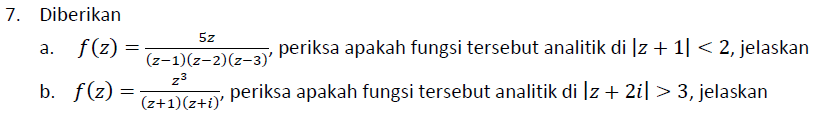 7. Diberikan
a. f(z) = 5z / (z−1)(z−2)(z−3), periksa apakah fungsi tersebut analitik di |z + 1| < 2, jelaskan
b. f(z) = z³ / (z+1)(z+i), periksa apakah fungsi tersebut analitik di |z + 2i| > 3, jelaskan